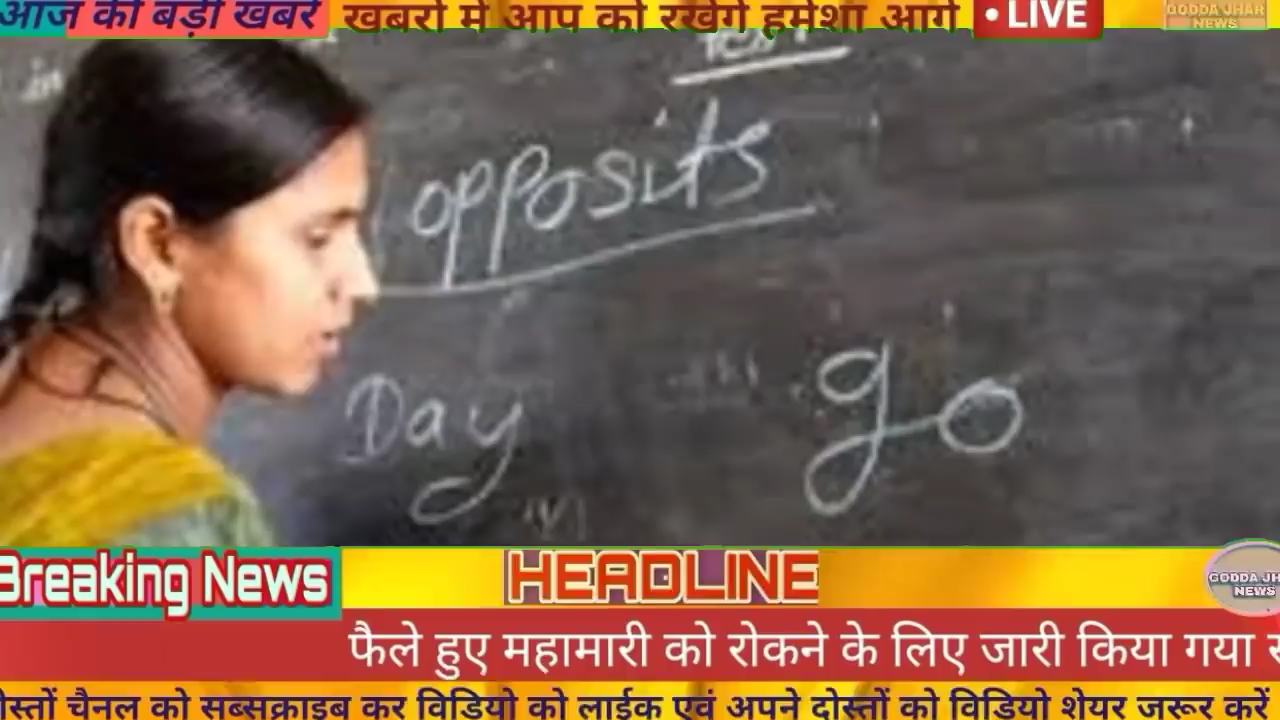 आज की बड़ी खबरें
खबरों में आप को रखेगें हमेशा आगे
• LIVE
GODDA JHAR
NEWS
opposits
Day
go
Breaking News
HEADLINE
GODDA JH
NEWS
फैले हुए महामारी को रोकने के लिए जारी किया गया
चैनल को सब्सक्राइब कर विडियो को लाईक एवं अपने दोस्तों को विडियो शेयर जरूर करें